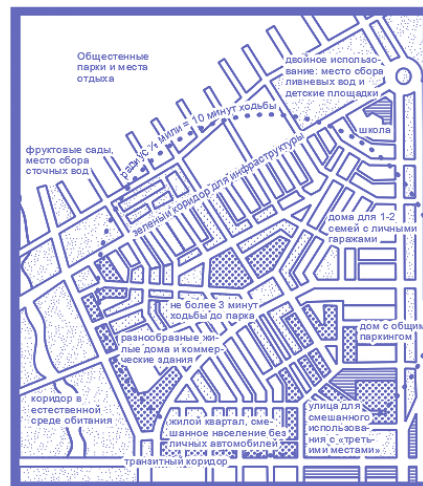 Общестенные
парки и места
отдыха
двойное использо-
вание: место сбора
ливневых вод и
детские площадки
радиус ½ мили = 10 минут ходьбы
школа
фруктовые сады,
место сбора
сточных вод
зеленый коридор для инфраструктуры
дома для 1-2
семей с личными
гаражами
не более 3 минут
ходьбы до парка
дом с общим
паркингом
разнообразные жи-
лые дома и коммер-
ческие здания
коридор в
естественной
среде обитания
жилой квартал, сме-
шанное население без
личных автомобилей
улица для
смешанного
использова-
ния с «треть-
ими местами»
транзитный коридор